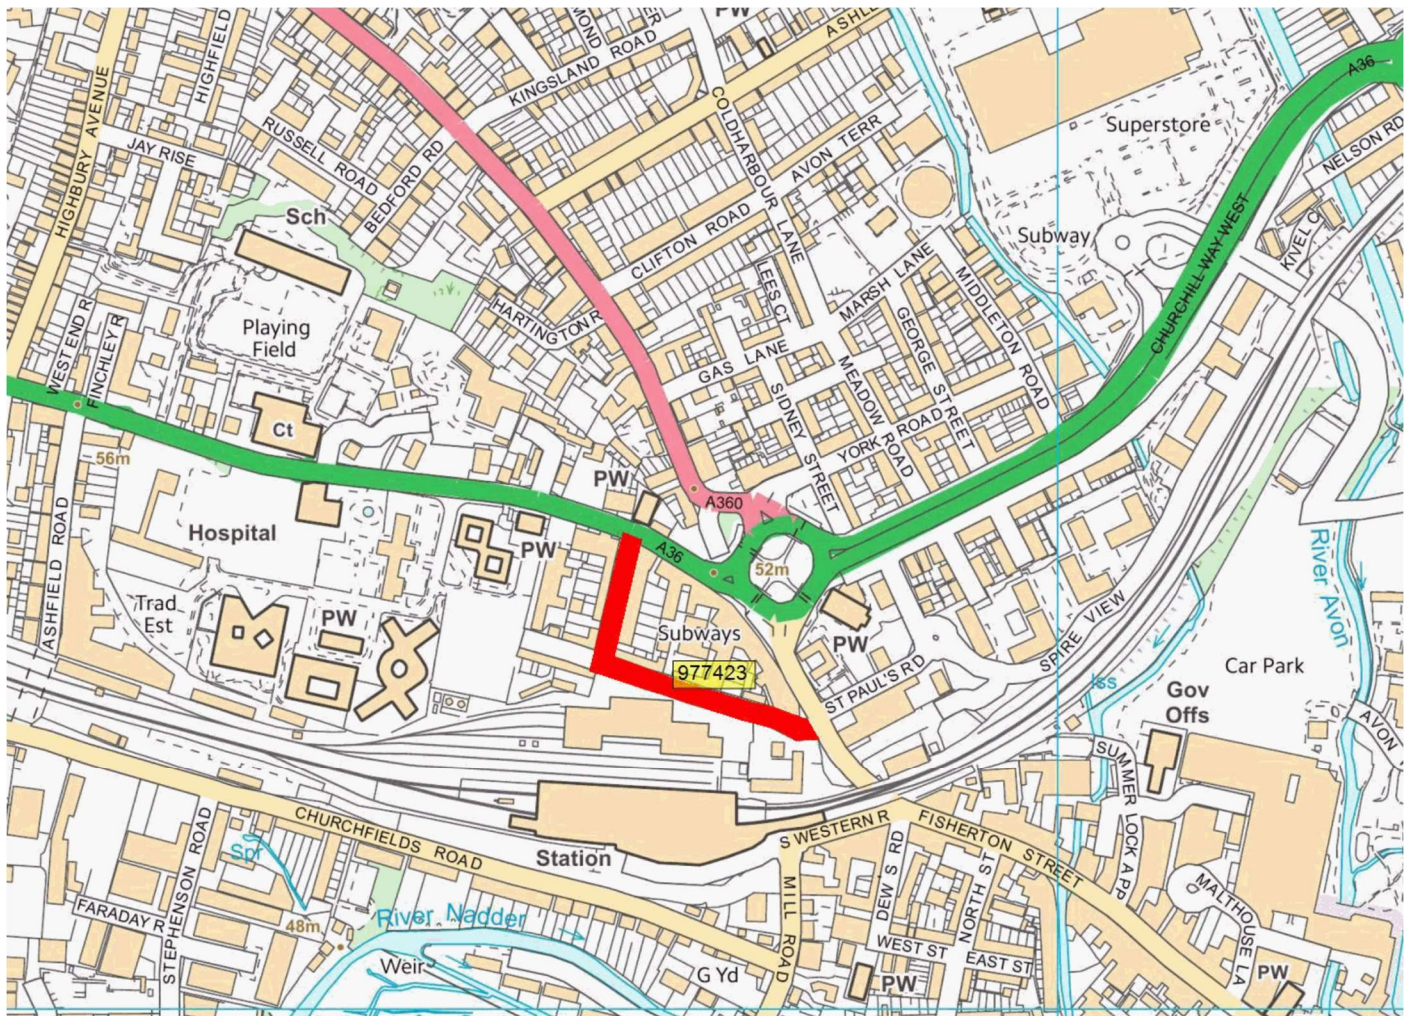 PW
ASHLE
MOND
ER
ROAD
KINGSLAND
HIGHFIELD
HIGHBURY AVENUE
COLDHARBOUR LANE
A36
RUSSELL ROAD
JAY RISE
BEDFORD RD
AVON TERR
Superstore
NELSON RD
Sch
CLIFTON ROAD
Subway
KIVEL C
LEES CT
MARSH LANE
MIDDLETON ROAD
HARTINGTON R
Playing
Field
GEORGE STREET
CHURCHILL WAY WEST
WEST END R
FINCHLEY R
GAS LANE
SIDNEY STREET
MEADOW ROAD
YORK ROAD
Ct
56m
PW
A360
Hospital
PW
A36
52m
River Avon
ASHFIELD ROAD
Trad
Est
PW
Subways
PW
SPIRE VIEW
977423
ST PAUL'S RD
Car Park
Iss
Gov
Offs
AVON
SUMMER LOCK APP
CHURCHFIELDS ROAD
S WESTERN R
FISHERTON STREET
Station
Spr
STEPHENSON ROAD
MILL ROAD
DEW'S RD
NORTH ST
MALTHOUSE LA
FARADAY R
48m
River Nadder
WEST ST
EAST ST
Weir
G Yd
PW
PW